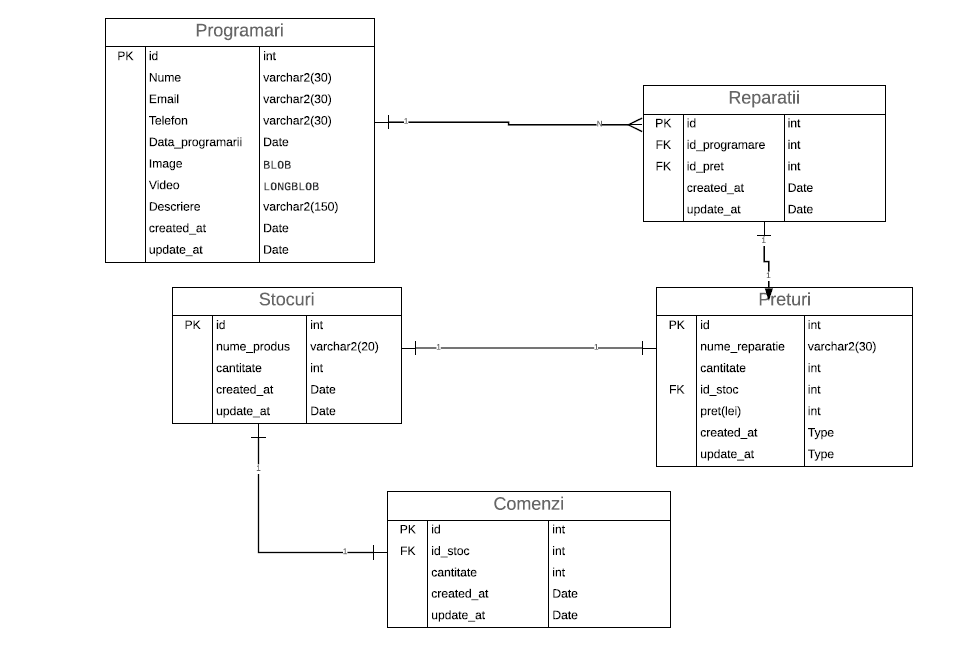 Programari
PK id int
Nume varchar2(30)
Email varchar2(30)
Telefon varchar2(30)
Data_programarii Date
Image BLOB
Video LONGBLOB
Descriere varchar2(150)
created_at Date
update_at Date
1
N
Reparatii
PK id int
FK id_programare int
FK id_pret int
created_at Date
update_at Date
1
1
Stocuri
PK id int
nume_produs varchar2(20)
cantitate int
created_at Date
update_at Date
1
1
Preturi
PK id int
nume_reparatie varchar2(30)
cantitate int
FK id_stoc int
pret(lei) int
created_at Type
update_at Type
1
1
Comenzi
PK id int
FK id_stoc int
cantitate int
created_at Date
update_at Date